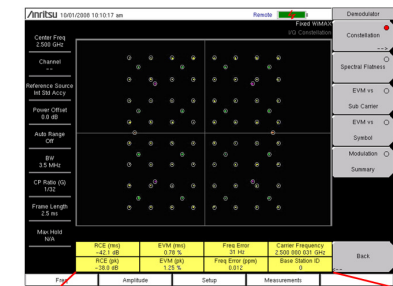 Anritsu 10/01/2008 10:10:17 am
Remote
Demodulator
Fixed WiMAX
I/Q Constellation
Center Freq
2.500 GHz
Channel
--
Reference Source
Int Std Accy
Power Offset
0.0 dB
Auto Range
Off
BW
3.5 MHz
CP Ratio (G)
1/32
Frame Length
2.5 ms
Max Hold
N/A
Constellation
-->
Spectral Flatness
EVM vs
Sub Carrier
EVM vs
Symbol
Modulation
Summary
Back
<--
RCE (rms)
-42.1 dB
EVM (rms)
0.78 %
Freq Error
31 Hz
Carrier Frequency
2.500 000 031 GHz
RCE (pk)
-38.0 dB
EVM (pk)
1.25 %
Freq Error (ppm)
0.012
Base Station ID
0
Freq
Amplitude
Setup
Measurements